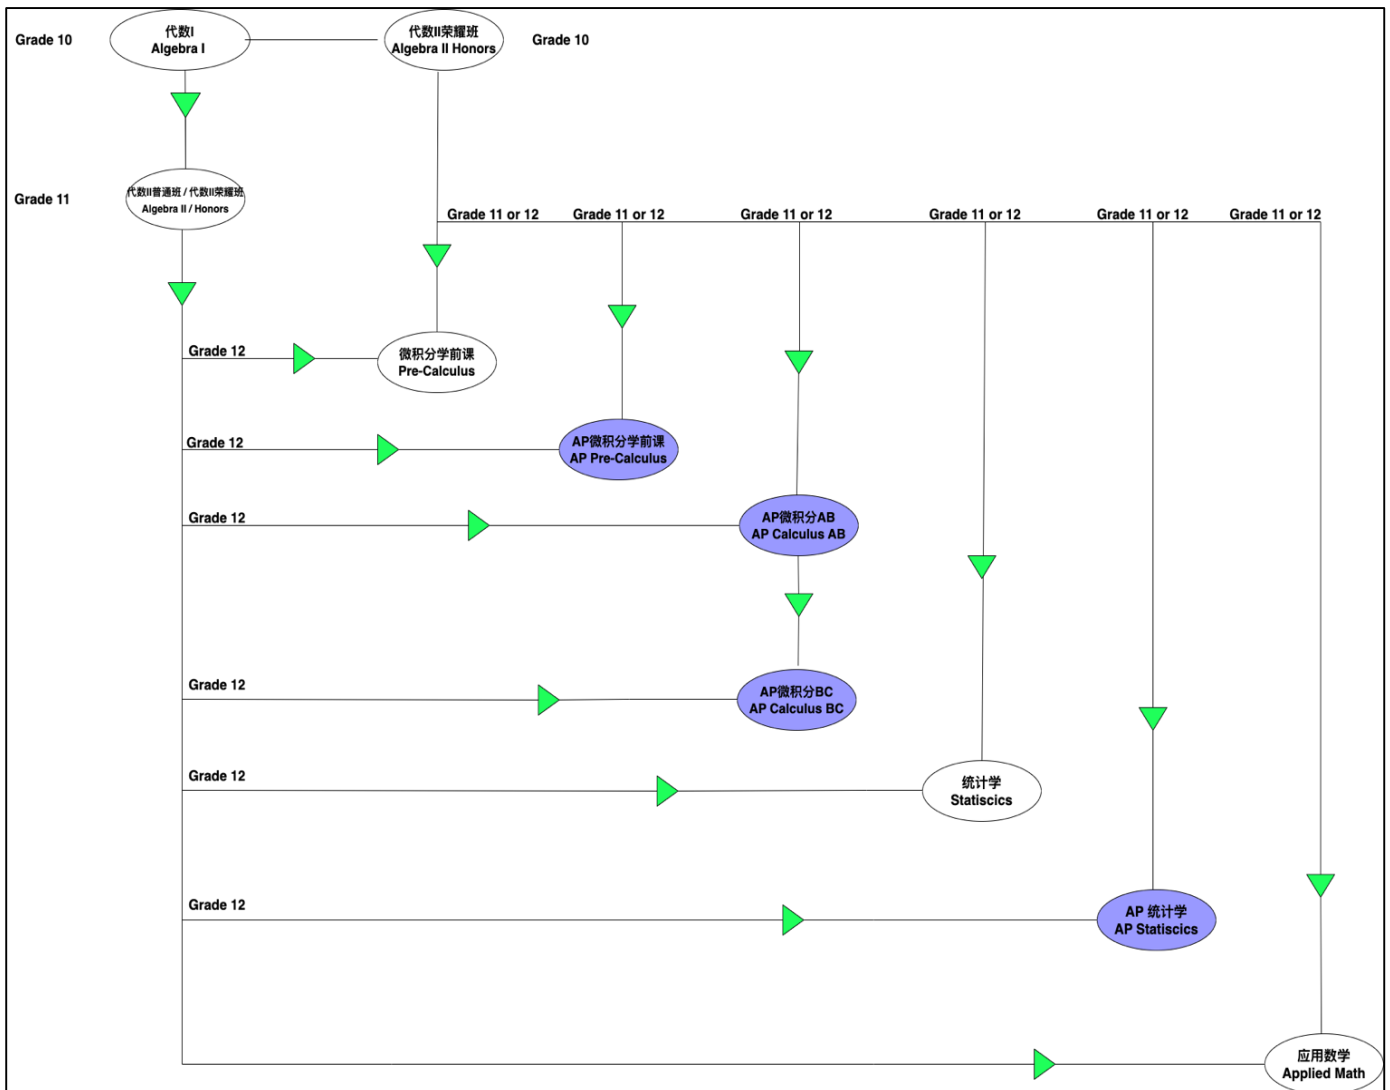 Grade 10
代数I
Algebra I
代数II荣耀班
Algebra II Honors
Grade 10
Grade 11
代数II普通班 / 代数II荣耀班
Algebra II / Honors
Grade 11 or 12
Grade 11 or 12
Grade 11 or 12
Grade 11 or 12
Grade 11 or 12
Grade 11 or 12
Grade 12
微积分学前课
Pre-Calculus
Grade 12
AP微积分学前课
AP Pre-Calculus
Grade 12
AP微积分AB
AP Calculus AB
Grade 12
AP微积分BC
AP Calculus BC
Grade 12
统计学
Statiscics
Grade 12
AP 统计学
AP Statiscics
应用数学
Applied Math